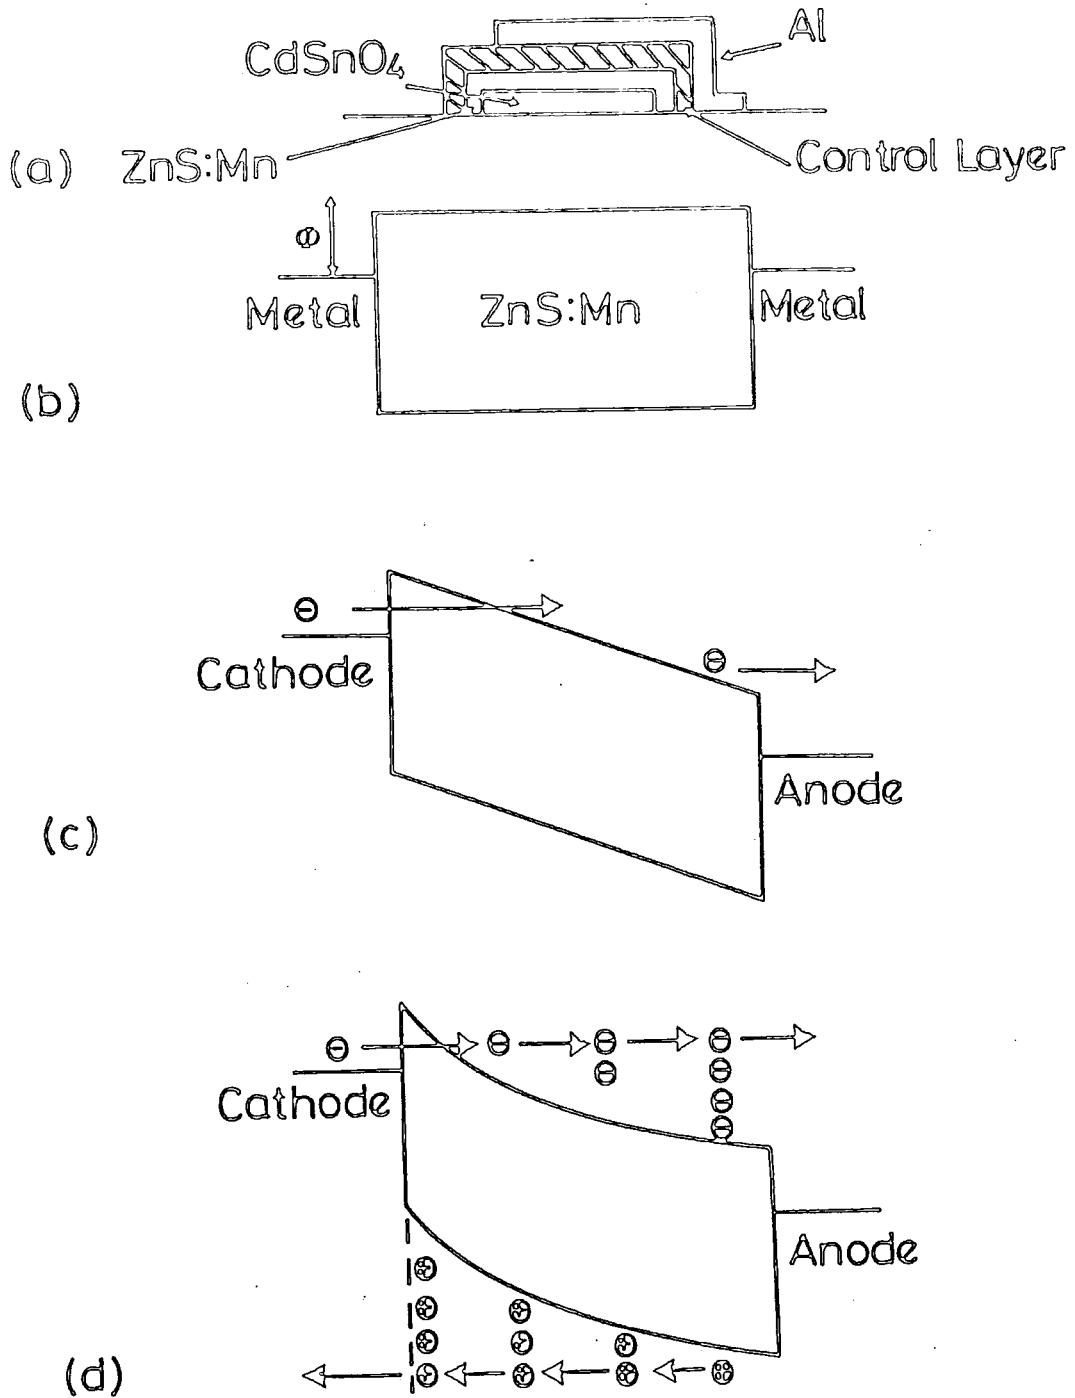 Al
CdSnO4
(a) ZnS:Mn
Control Layer
Φ
Metal
ZnS:Mn
Metal
(b)
⊖
Cathode
⊖
Anode
(c)
⊖ ⊖ ⊖ ⊖
⊖ ⊖
Cathode
⊖
⊖
Anode
(d)